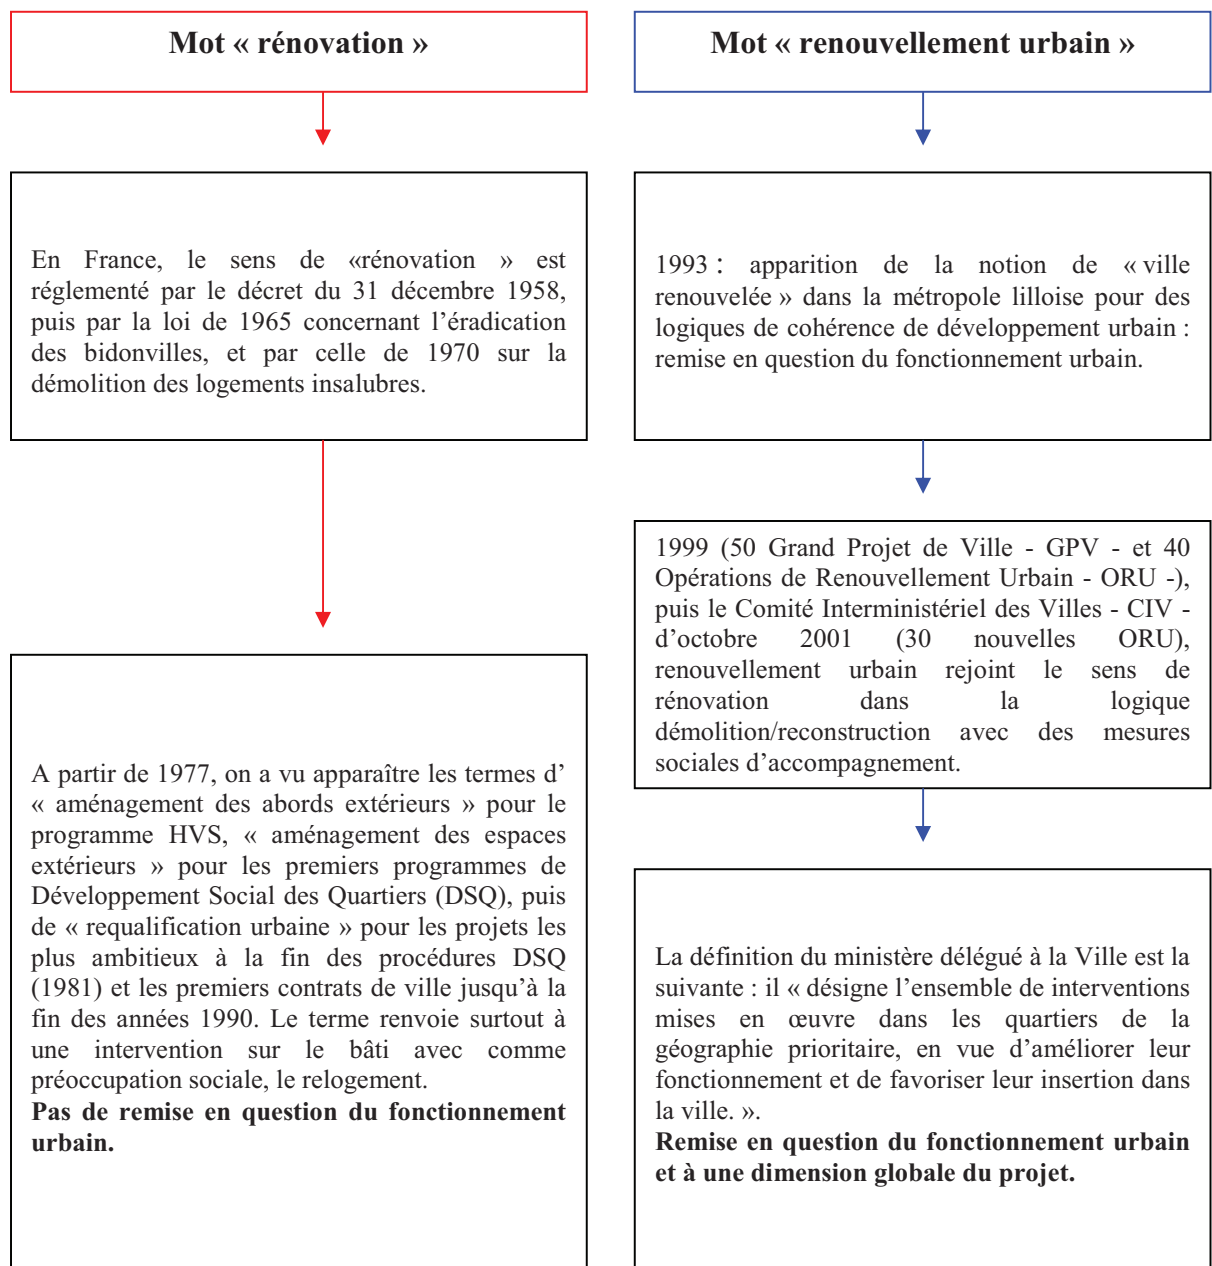 Mot « rénovation »
En France, le sens de «rénovation » est
réglementé par le décret du 31 décembre 1958,
puis par la loi de 1965 concernant l’éradication
des bidonvilles, et par celle de 1970 sur la
démolition des logements insalubres.
A partir de 1977, on a vu apparaître les termes d’
« aménagement des abords extérieurs » pour le
programme HVS, « aménagement des espaces
extérieurs » pour les premiers programmes de
Développement Social des Quartiers (DSQ), puis
de « requalification urbaine » pour les projets les
plus ambitieux à la fin des procédures DSQ
(1981) et les premiers contrats de ville jusqu’à la
fin des années 1990. Le terme renvoie surtout à
une intervention sur le bâti avec comme
préoccupation sociale, le relogement.
Pas de remise en question du fonctionnement
urbain.
Mot « renouvellement urbain »
1993 : apparition de la notion de « ville
renouvelée » dans la métropole lilloise pour des
logiques de cohérence de développement urbain :
remise en question du fonctionnement urbain.
1999 (50 Grand Projet de Ville - GPV - et 40
Opérations de Renouvellement Urbain - ORU -),
puis le Comité Interministériel des Villes - CIV -
d’octobre 2001 (30 nouvelles ORU),
renouvellement urbain rejoint le sens de
rénovation dans la logique
démolition/reconstruction avec des mesures
sociales d’accompagnement.
La définition du ministère délégué à la Ville est la
suivante : il « désigne l’ensemble de interventions
mises en œuvre dans les quartiers de la
géographie prioritaire, en vue d’améliorer leur
fonctionnement et de favoriser leur insertion dans
la ville. ».
Remise en question du fonctionnement urbain
et à une dimension globale du projet.